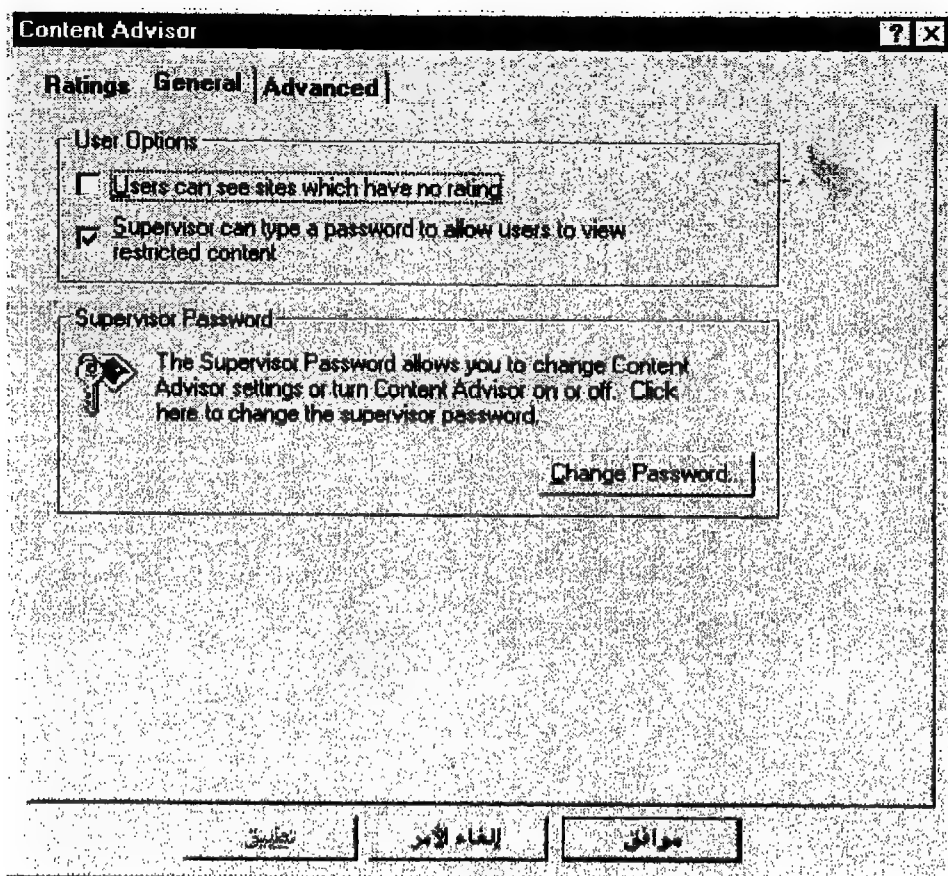 Content Advisor
Ratings General Advanced
User Options
Users can see sites which have no rating
Supervisor can type a password to allow users to view
restricted content
Supervisor Password
The Supervisor Password allows you to change Content
Advisor settings or turn Content Advisor on or off. Click
here to change the supervisor password.
Change Password...
موافق إلغاء الأمر تطبيق